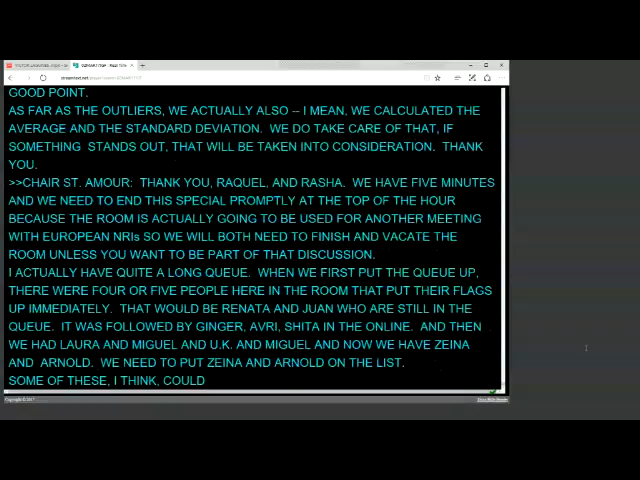 streamtext.net
GOOD POINT.
AS FAR AS THE OUTLIERS, WE ACTUALLY ALSO -- I MEAN, WE CALCULATED THE
AVERAGE AND THE STANDARD DEVIATION.  WE DO TAKE CARE OF THAT, IF
SOMETHING  STANDS OUT, THAT WILL BE TAKEN INTO CONSIDERATION.  THANK
YOU.
>>CHAIR ST. AMOUR:  THANK YOU, RAQUEL, AND RASHA.  WE HAVE FIVE MINUTES
AND WE NEED TO END THIS SPECIAL PROMPTLY AT THE TOP OF THE HOUR
BECAUSE THE ROOM IS ACTUALLY GOING TO BE USED FOR ANOTHER MEETING
WITH EUROPEAN NRIs SO WE WILL BOTH NEED TO FINISH AND VACATE THE
ROOM UNLESS YOU WANT TO BE PART OF THAT DISCUSSION.
I ACTUALLY HAVE QUITE A LONG QUEUE.  WHEN WE FIRST PUT THE QUEUE UP,
THERE WERE FOUR OR FIVE PEOPLE HERE IN THE ROOM THAT PUT THEIR FLAGS
UP IMMEDIATELY.  THAT WOULD BE RENATA AND JUAN WHO ARE STILL IN THE
QUEUE.  IT WAS FOLLOWED BY GINGER, AVRI, SHITA IN THE ONLINE.  AND THEN
WE HAD LAURA AND MIGUEL AND U.K. AND MIGUEL AND NOW WE HAVE ZEINA
AND  ARNOLD.  WE NEED TO PUT ZEINA AND ARNOLD ON THE LIST.
SOME OF THESE, I THINK, COULD